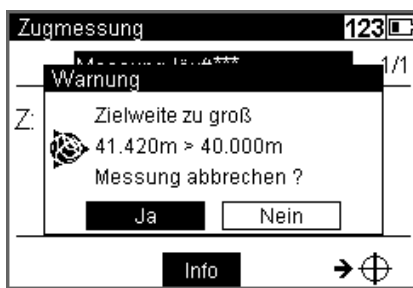 Zugmessung 123
1/1
Warnung
Z:
Zielweite zu groß
41.420m > 40.000m
Messung abbrechen ?
Ja Nein
Info